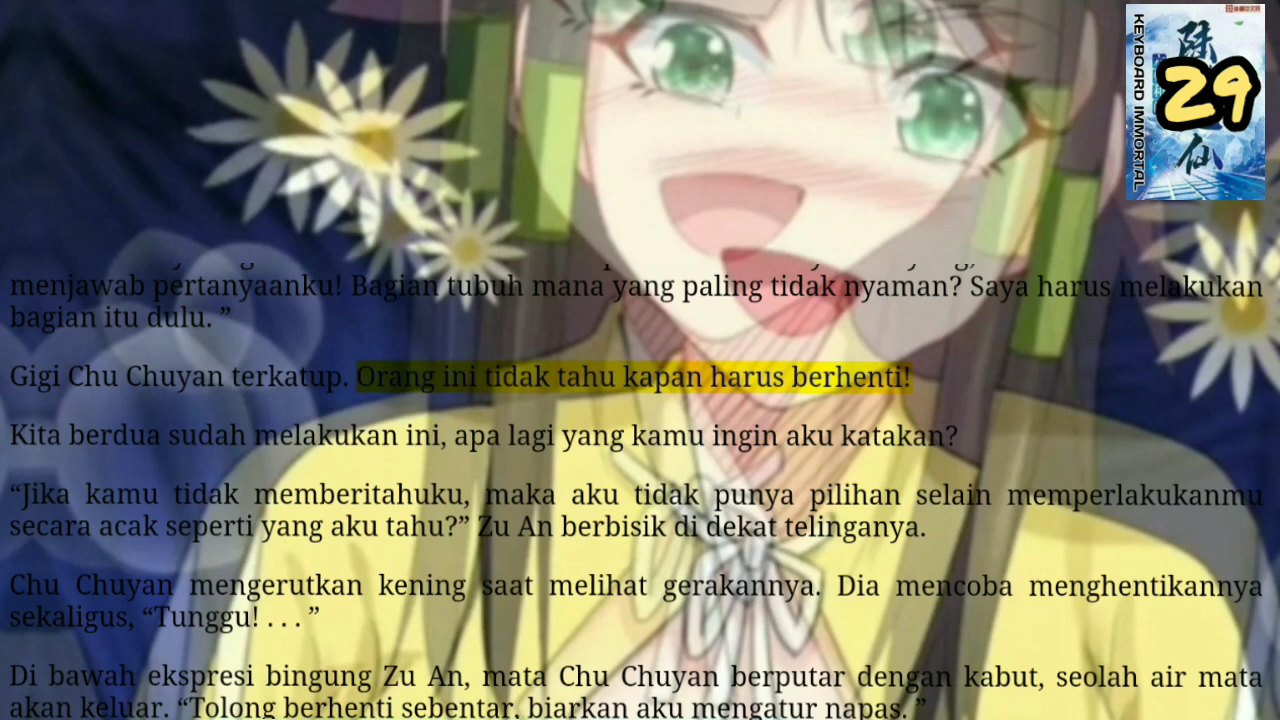 陆
仙
KEYBOARD IMMORTAL
29
menjawab pertanyaanku! Bagian tubuh mana yang paling tidak nyaman? Saya harus melakukan
bagian itu dulu. ”
Gigi Chu Chuyan terkatup. Orang ini tidak tahu kapan harus berhenti!
Kita berdua sudah melakukan ini, apa lagi yang kamu ingin aku katakan?
“Jika kamu tidak memberitahuku, maka aku tidak punya pilihan selain memperlakukanmu
secara acak seperti yang aku tahu?” Zu An berbisik di dekat telinganya.
Chu Chuyan mengerutkan kening saat melihat gerakannya. Dia mencoba menghentikannya
sekaligus, “Tunggu! . . . ”
Di bawah ekspresi bingung Zu An, mata Chu Chuyan berputar dengan kabut, seolah air mata
akan keluar. “Tolong berhenti sebentar, biarkan aku mengatur napas. ”